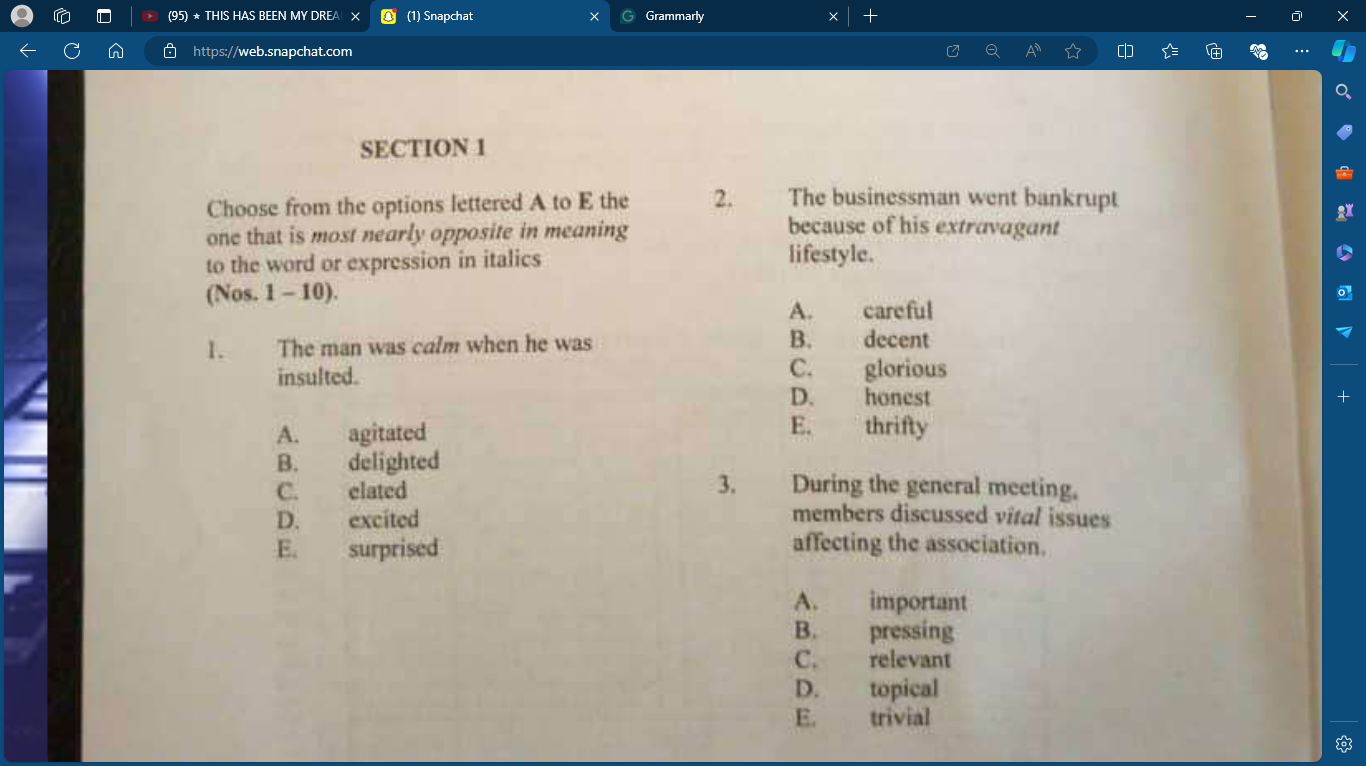 (95) ★ THIS HAS BEEN MY DREA
(1) Snapchat
Grammarly
https://web.snapchat.com
SECTION 1
Choose from the options lettered A to E the
one that is most nearly opposite in meaning
to the word or expression in italics
(Nos. 1 – 10).
1. The man was calm when he was
insulted.
A. agitated
B. delighted
C. elated
D. excited
E. surprised
2. The businessman went bankrupt
because of his extravagant
lifestyle.
A. careful
B. decent
C. glorious
D. honest
E. thrifty
3. During the general meeting,
members discussed vital issues
affecting the association.
A. important
B. pressing
C. relevant
D. topical
E. trivial